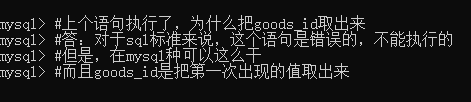 mysql> #上个语句执行了，为什么把goods_id取出来
mysql> #答：对于sql标准来说，这个语句是错误的，不能执行的
mysql> #但是，在mysql种可以这么干
mysql> #而且goods_id是把第一次出现的值取出来